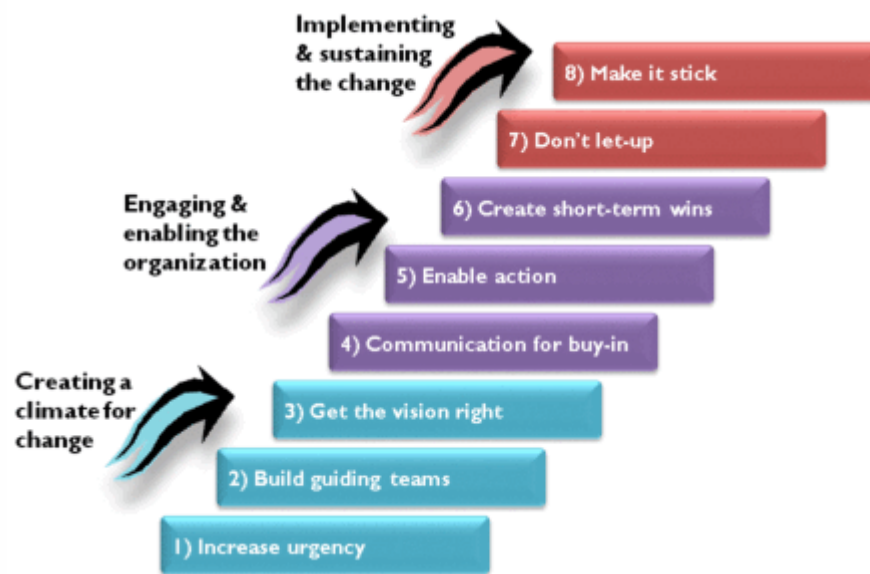 Implementing
& sustaining
the change
8) Make it stick
7) Don't let-up
Engaging &
enabling the
organization
6) Create short-term wins
5) Enable action
4) Communication for buy-in
Creating a
climate for
change
3) Get the vision right
2) Build guiding teams
1) Increase urgency